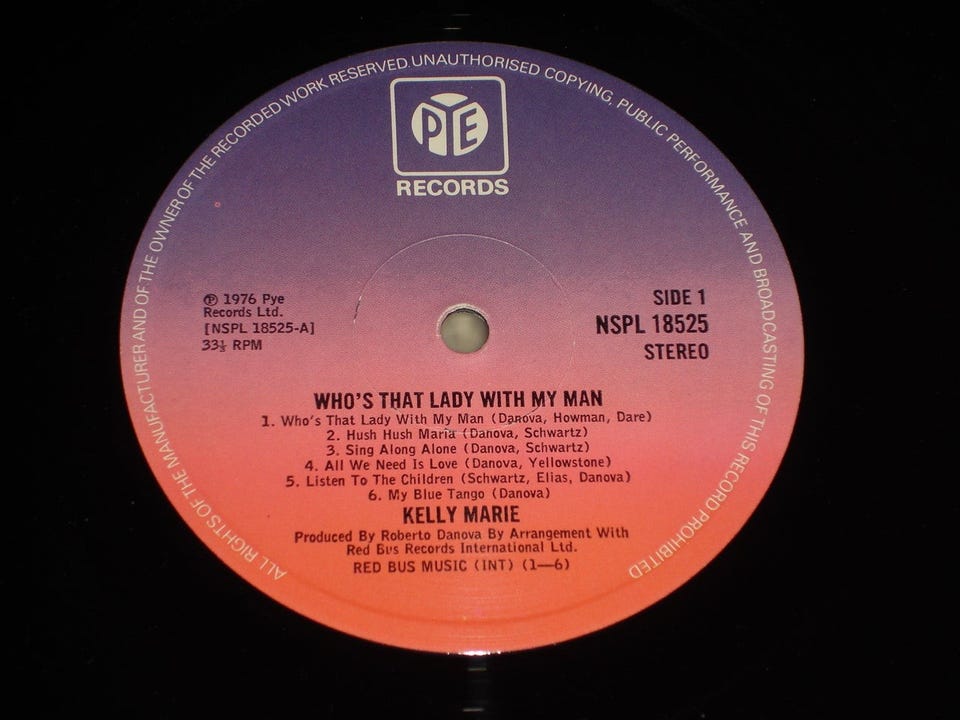 ALL RIGHTS OF THE MANUFACTURER AND OF THE OWNER OF THE RECORDED WORK RESERVED. UNAUTHORISED COPYING, PUBLIC PERFORMANCE AND BROADCASTING OF THIS RECORD PROHIBITED
PYE
RECORDS
℗ 1976 Pye
Records Ltd.
[NSPL 18525-A]
33⅓ RPM
SIDE 1
NSPL 18525
STEREO
WHO'S THAT LADY WITH MY MAN
1. Who's That Lady With My Man (Danova, Howman, Dare)
2. Hush Hush Maria (Danova, Schwartz)
3. Sing Along Alone (Danova, Schwartz)
4. All We Need Is Love (Danova, Yellowstone)
5. Listen To The Children (Schwartz, Elias, Danova)
6. My Blue Tango (Danova)
KELLY MARIE
Produced By Roberto Danova By Arrangement With
Red Bus Records International Ltd.
RED BUS MUSIC (INT) (1—6)